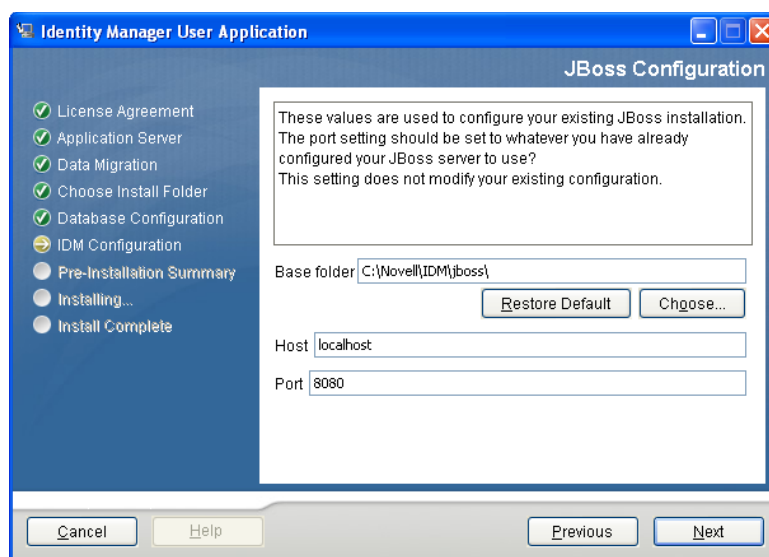 Identity Manager User Application
JBoss Configuration
License Agreement
Application Server
Data Migration
Choose Install Folder
Database Configuration
IDM Configuration
Pre-Installation Summary
Installing...
Install Complete
These values are used to configure your existing JBoss installation.
The port setting should be set to whatever you have already
configured your JBoss server to use?
This setting does not modify your existing configuration.
Base folder C:\Novell\IDM\jboss\
Restore Default Choose...
Host localhost
Port 8080
Cancel Help Previous Next